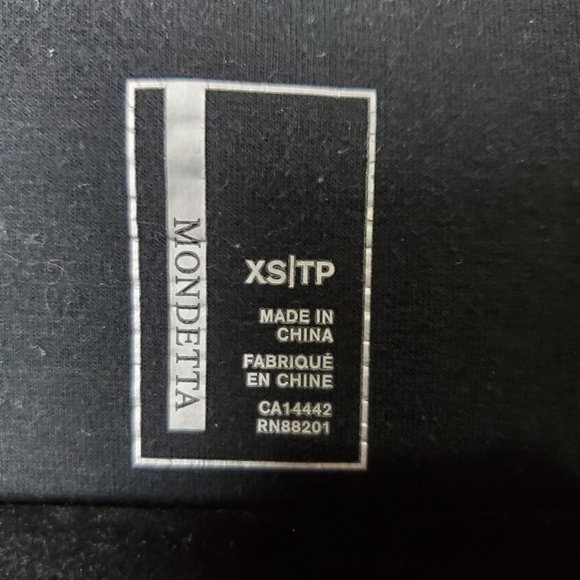 MONDETTA
XS|TP
MADE IN
CHINA
FABRIQUÉ
EN CHINE
CA14442
RN88201